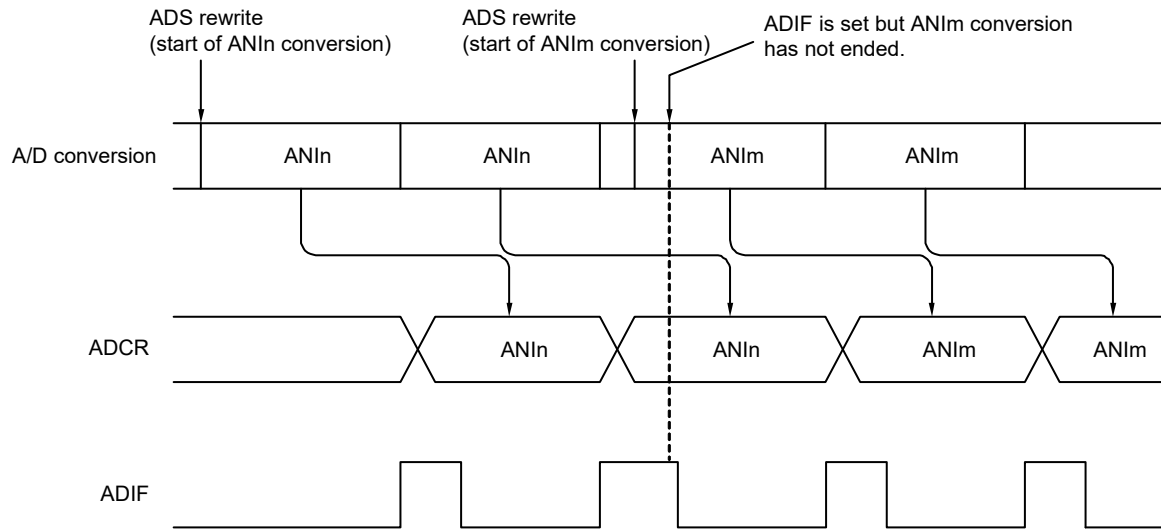 ADS rewrite
(start of ANIn conversion)
ADS rewrite
(start of ANIm conversion)
ADIF is set but ANIm conversion
has not ended.
A/D conversion
ANIn
ANIn
ANIm
ANIm
ADCR
ANIn
ANIn
ANIm
ANIm
ADIF